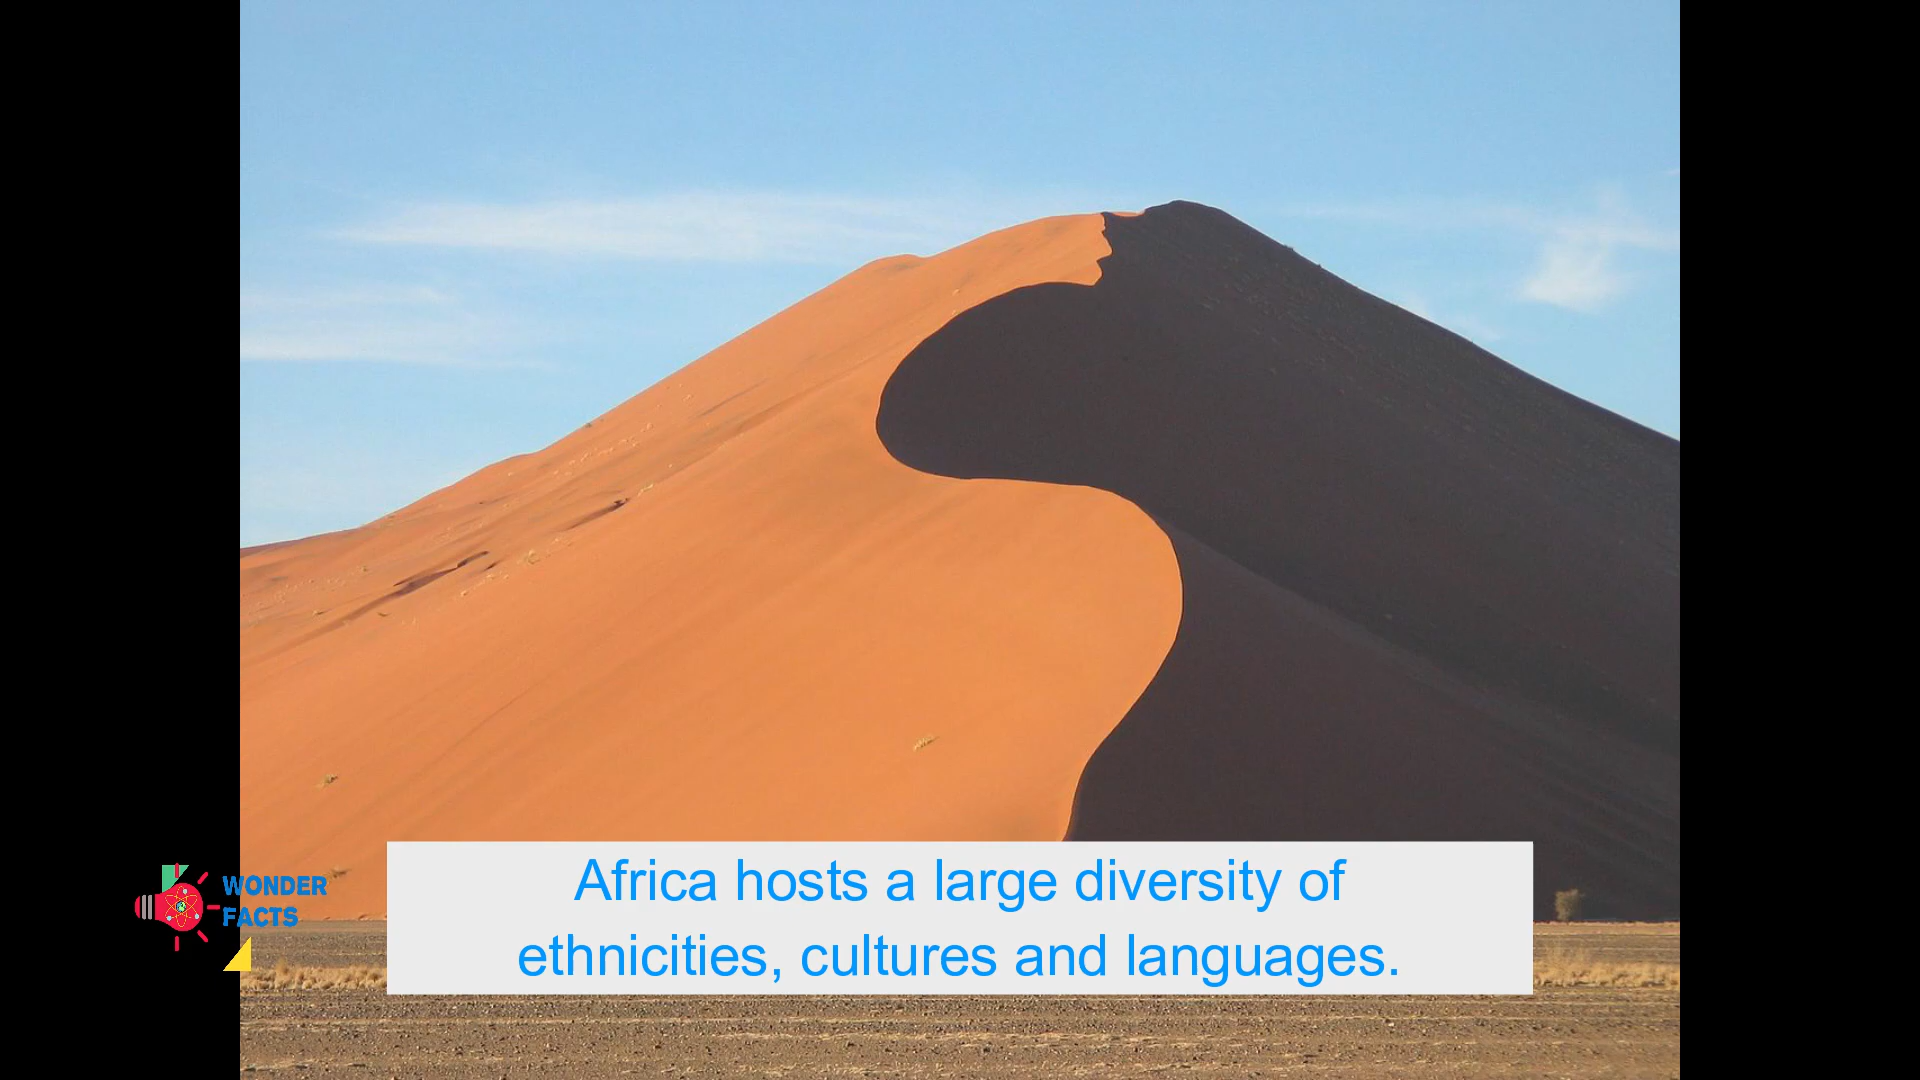 Africa hosts a large diversity of
ethnicities, cultures and languages.
WONDER
FACTS